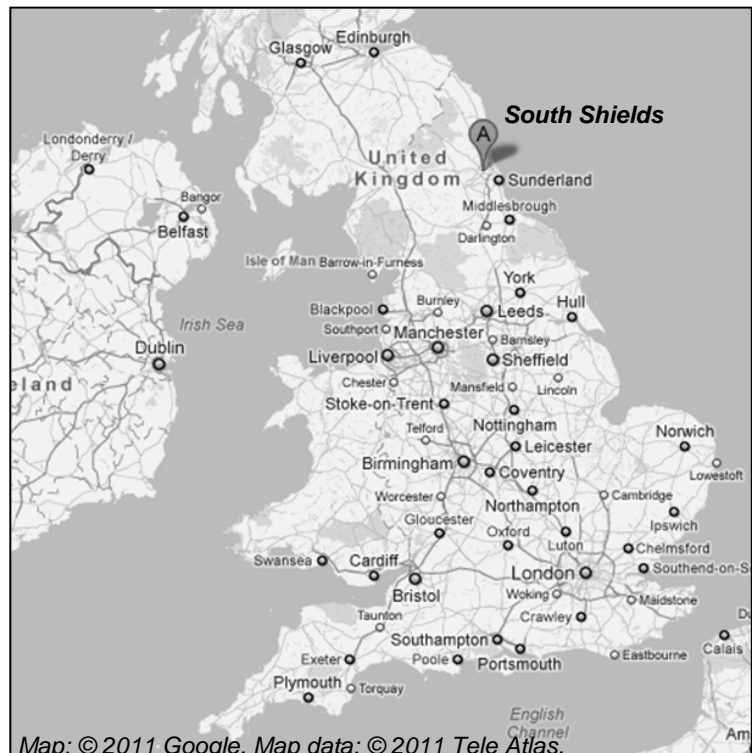 Edinburgh
Glasgow
South Shields
A
Londonderry /
Derry
United
Kingdom
Sunderland
Bangor
Belfast
Middlesbrough
Darlington
Isle of Man
Barrow-in-Furness
York
Blackpool
Burnley
Leeds
Hull
Irish Sea
Southport
Manchester
Barnsley
Dublin
Liverpool
Sheffield
eland
Chester
Mansfield
Lincoln
Stoke-on-Trent
Nottingham
Telford
Leicester
Norwich
Birmingham
Coventry
Lowestoft
Worcester
Northampton
Cambridge
Gloucester
Ipswich
Oxford
Luton
Chelmsford
Swansea
Cardiff
London
Southend-on-Se
Bristol
Woking
Maidstone
Taunton
Crawley
Southampton
Du
Exeter
Poole
Portsmouth
Eastbourne
Calais
Plymouth
Torquay
English
Channel
Am
Map: © 2011 Google. Map data: © 2011 Tele Atlas.